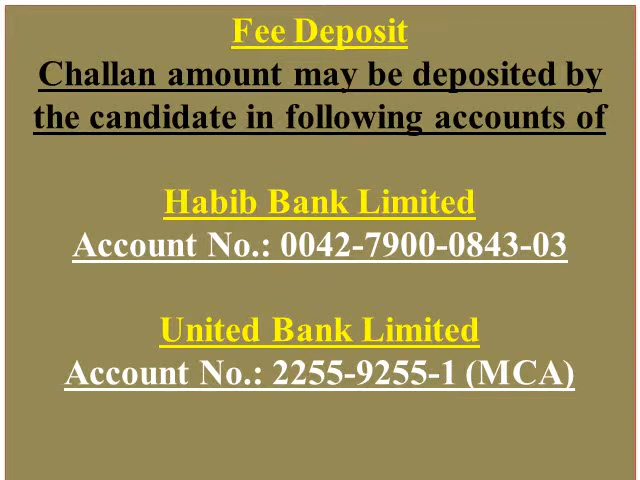 Fee Deposit
Challan amount may be deposited by
the candidate in following accounts of
Habib Bank Limited
Account No.: 0042-7900-0843-03
United Bank Limited
Account No.: 2255-9255-1 (MCA)